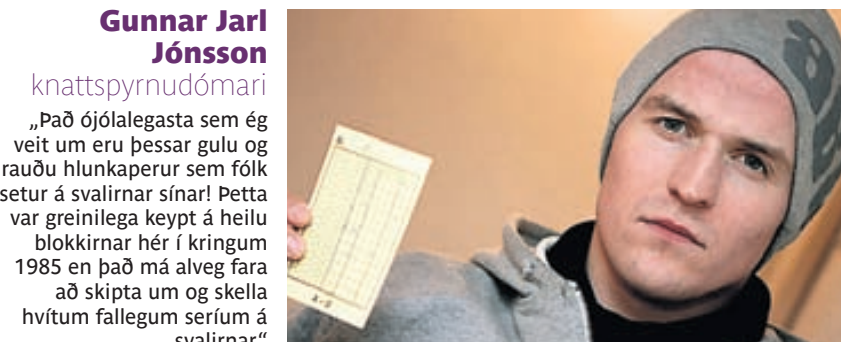 Gunnar Jarl
Jónsson
knattspyrnudómari
„Það ójólalegasta sem ég
veit um eru þessar gulu og
rauðu hlunkaperur sem fólk
setur á svalirnar sínar! Þetta
var greinilega keypt á heilu
blokkirnar hér í kringum
1985 en það má alveg fara
að skipta um og skella
hvítum fallegum seríum á
svalirnar“